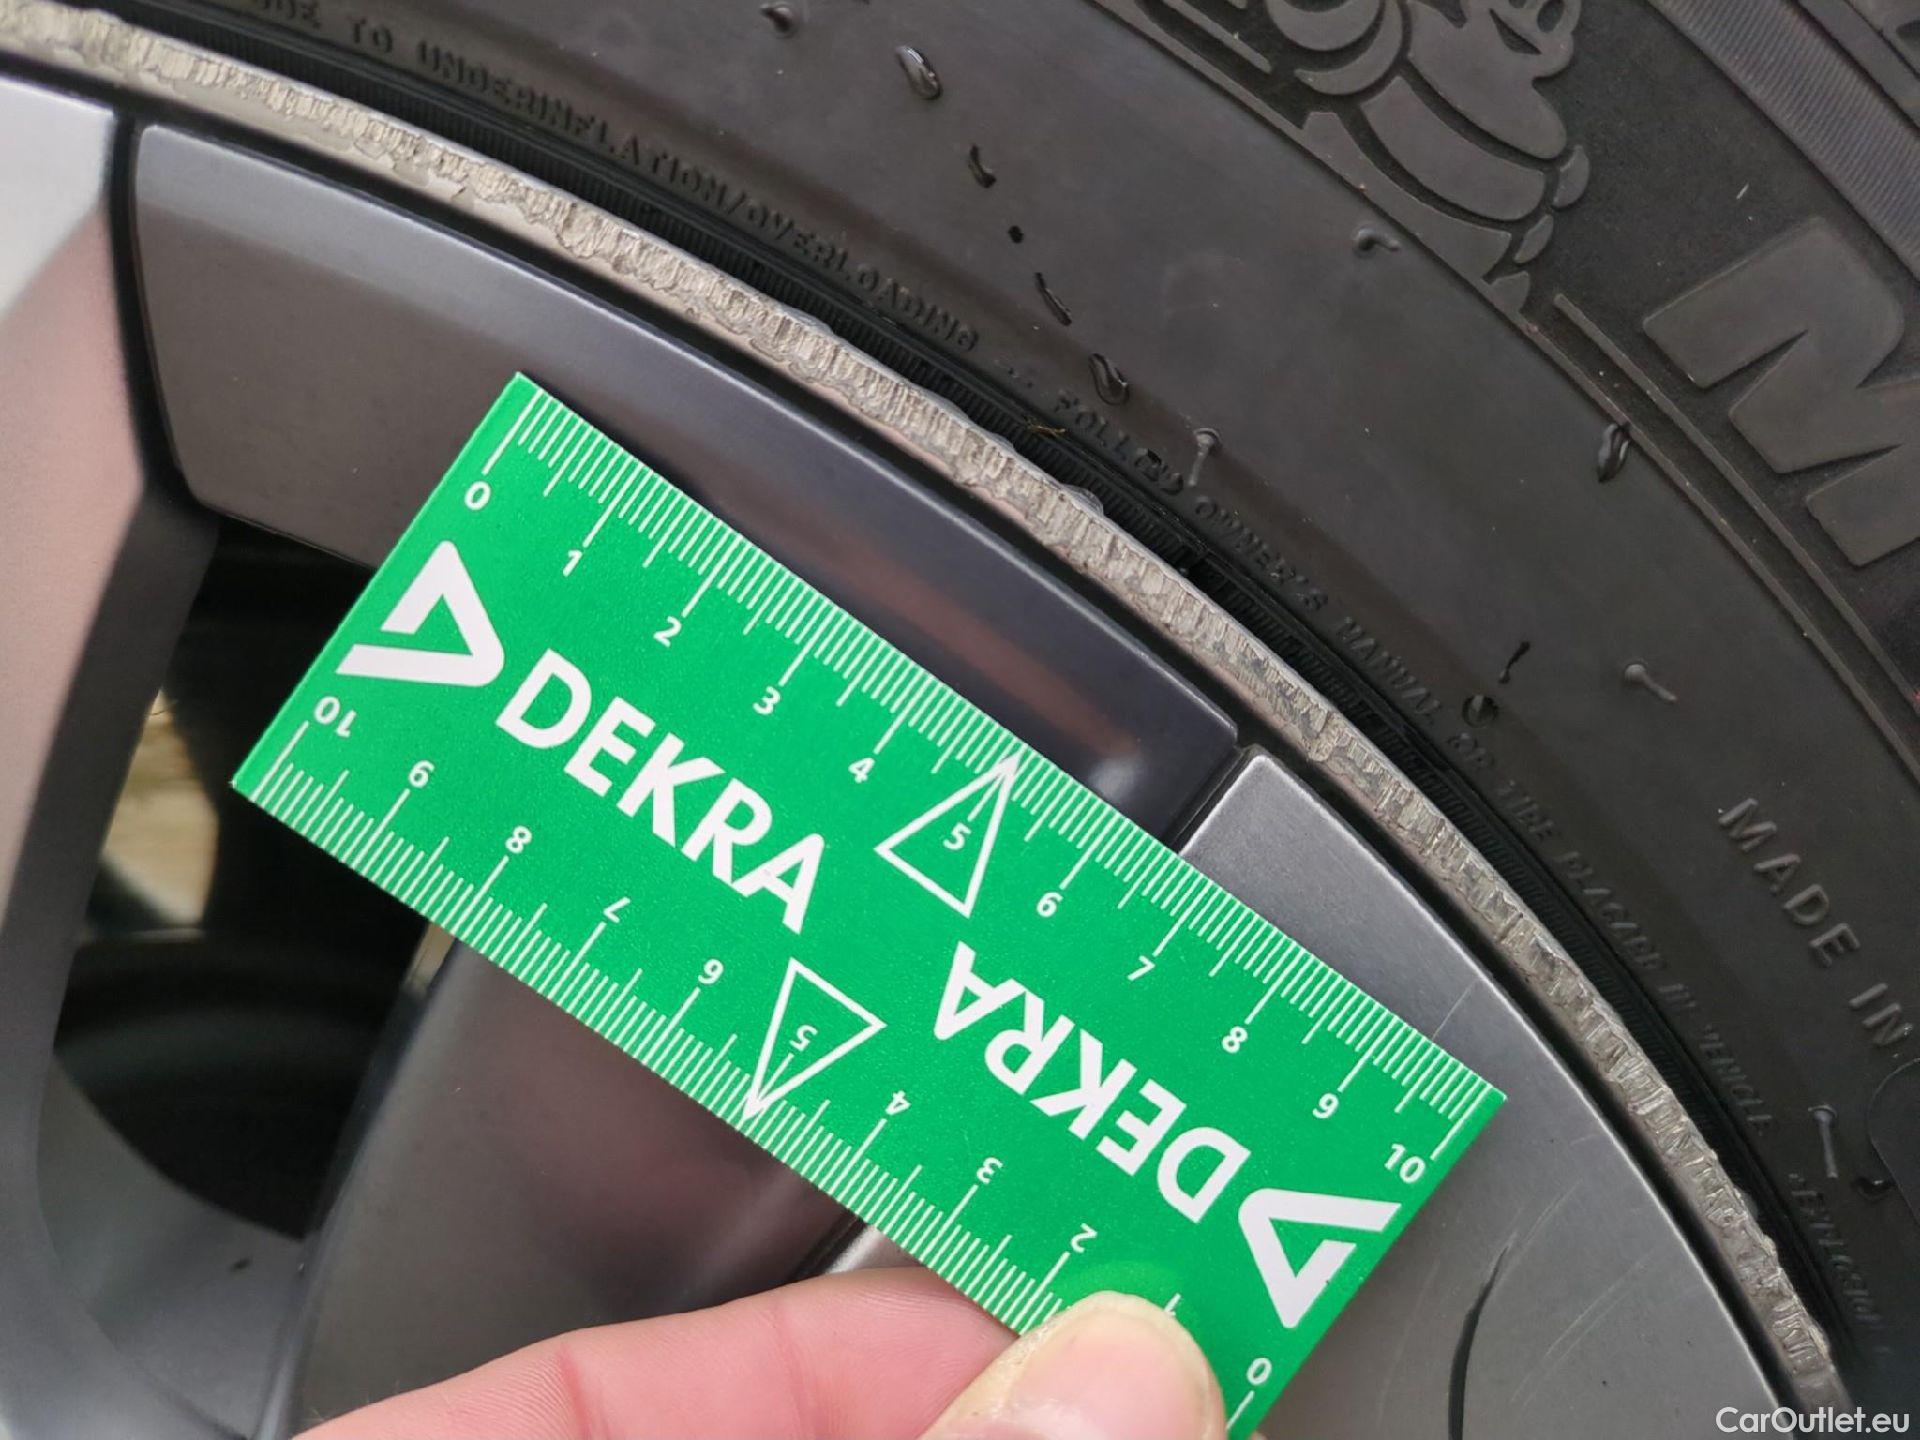 DUE TO UNDERINFLATION/OVERLOADING ... FOLLOW OWNER'S MANUAL OR TIRE PLACARD IN VEHICLE
M
MADE IN
0 1 2 3 4 5 6 7 8 9 10
DEKRA
DEKRA
10 9 8 7 6 5 4 3 2 1 0
CarOutlet.eu